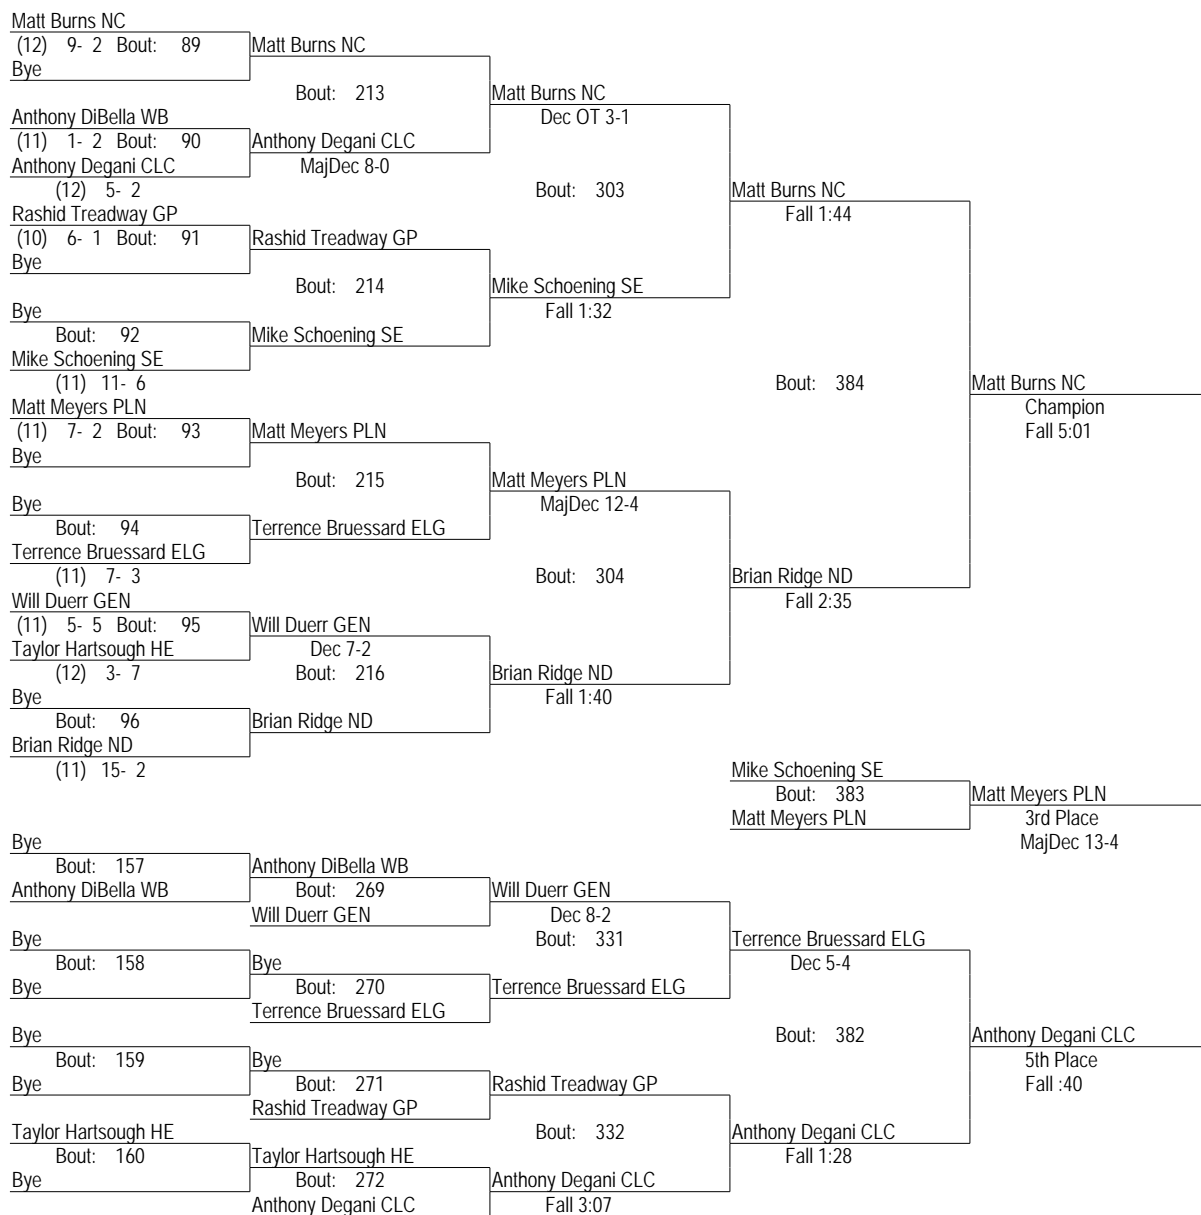 Matt Burns NC
(12) 9- 2 Bout: 89 Matt Burns NC
Bye
Bout: 213 Matt Burns NC
Anthony DiBella WB Dec OT 3-1
(11) 1- 2 Bout: 90 Anthony Degani CLC
Anthony Degani CLC MajDec 8-0
(12) 5- 2 Bout: 303 Matt Burns NC
Rashid Treadway GP Fall 1:44
(10) 6- 1 Bout: 91 Rashid Treadway GP
Bye
Bout: 214 Mike Schoening SE
Bye Fall 1:32
Bout: 92 Mike Schoening SE
Mike Schoening SE
(11) 11- 6 Bout: 384 Matt Burns NC
Matt Meyers PLN Champion
(11) 7- 2 Bout: 93 Matt Meyers PLN Fall 5:01
Bye
Bout: 215 Matt Meyers PLN
Bye MajDec 12-4
Bout: 94 Terrence Bruessard ELG
Terrence Bruessard ELG
(11) 7- 3 Bout: 304 Brian Ridge ND
Will Duerr GEN Fall 2:35
(11) 5- 5 Bout: 95 Will Duerr GEN
Taylor Hartsough HE Dec 7-2
(12) 3- 7 Bout: 216 Brian Ridge ND
Bye Fall 1:40
Bout: 96 Brian Ridge ND
Brian Ridge ND
(11) 15- 2 Mike Schoening SE
Bout: 383 Matt Meyers PLN
Matt Meyers PLN 3rd Place
Bye MajDec 13-4
Bout: 157 Anthony DiBella WB
Anthony DiBella WB Bout: 269 Will Duerr GEN
Will Duerr GEN Dec 8-2
Bye Bout: 331 Terrence Bruessard ELG
Bout: 158 Bye Dec 5-4
Bye Bout: 270 Terrence Bruessard ELG
Terrence Bruessard ELG
Bye Bout: 382 Anthony Degani CLC
Bout: 159 Bye 5th Place
Bye Bout: 271 Rashid Treadway GP Fall :40
Rashid Treadway GP
Taylor Hartsough HE Bout: 332 Anthony Degani CLC
Bout: 160 Taylor Hartsough HE Fall 1:28
Bye Bout: 272 Anthony Degani CLC
Anthony Degani CLC Fall 3:07